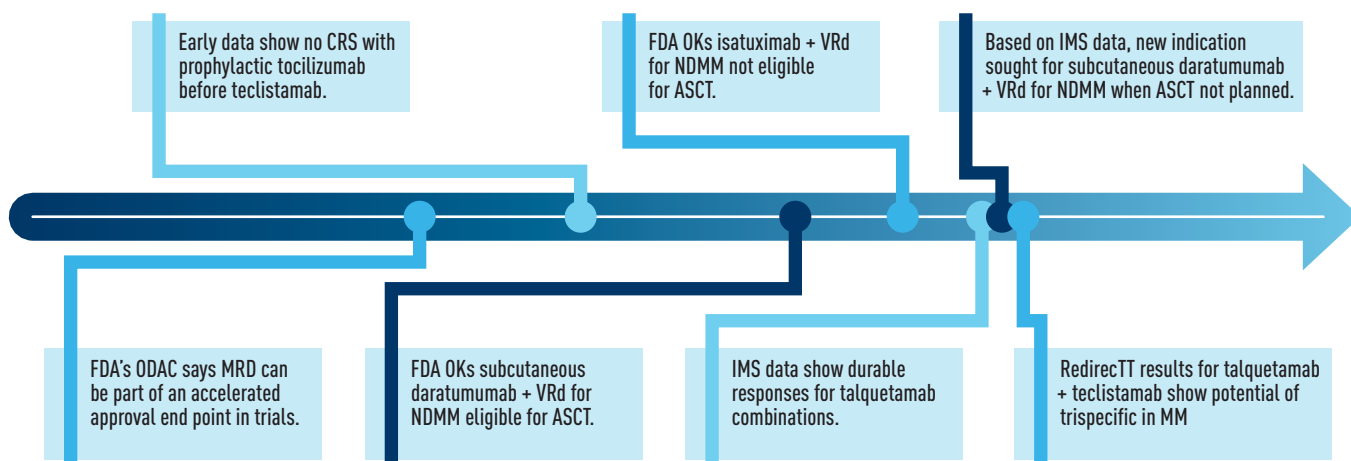 Early data show no CRS with
prophylactic tocilizumab
before teclistamab.
FDA OKs isatuximab + VRd
for NDMM not eligible
for ASCT.
Based on IMS data, new indication
sought for subcutaneous daratumumab
+ VRd for NDMM when ASCT not planned.
FDA’s ODAC says MRD can
be part of an accelerated
approval end point in trials.
FDA OKs subcutaneous
daratumumab + VRd for
NDMM eligible for ASCT.
IMS data show durable
responses for talquetamab
combinations.
RedirecTT results for talquetamab
+ teclistamab show potential of
trispecific in MM